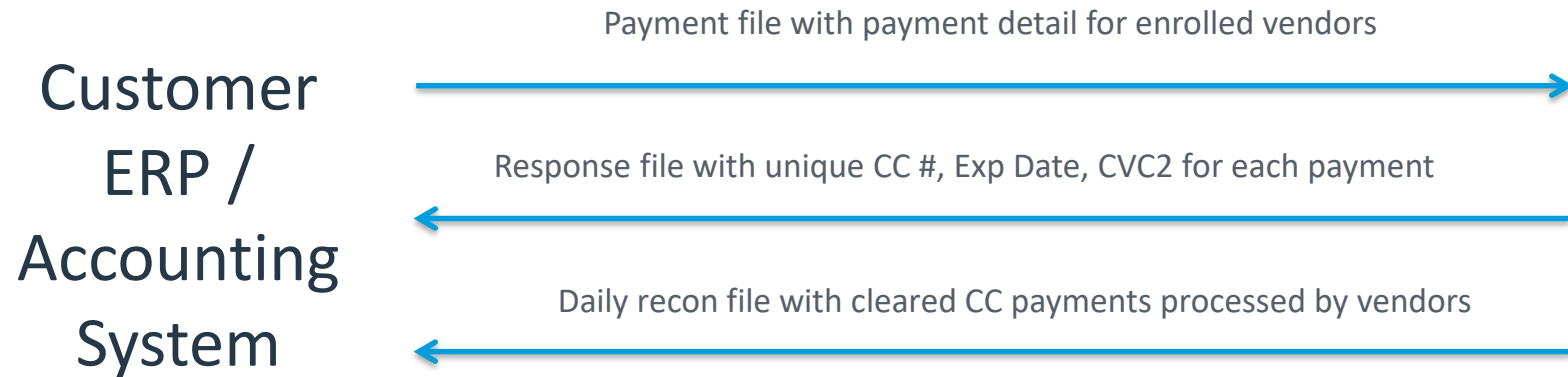 Customer
ERP /
Accounting
System
Payment file with payment detail for enrolled vendors
Response file with unique CC #, Exp Date, CVC2 for each payment
Daily recon file with cleared CC payments processed by vendors